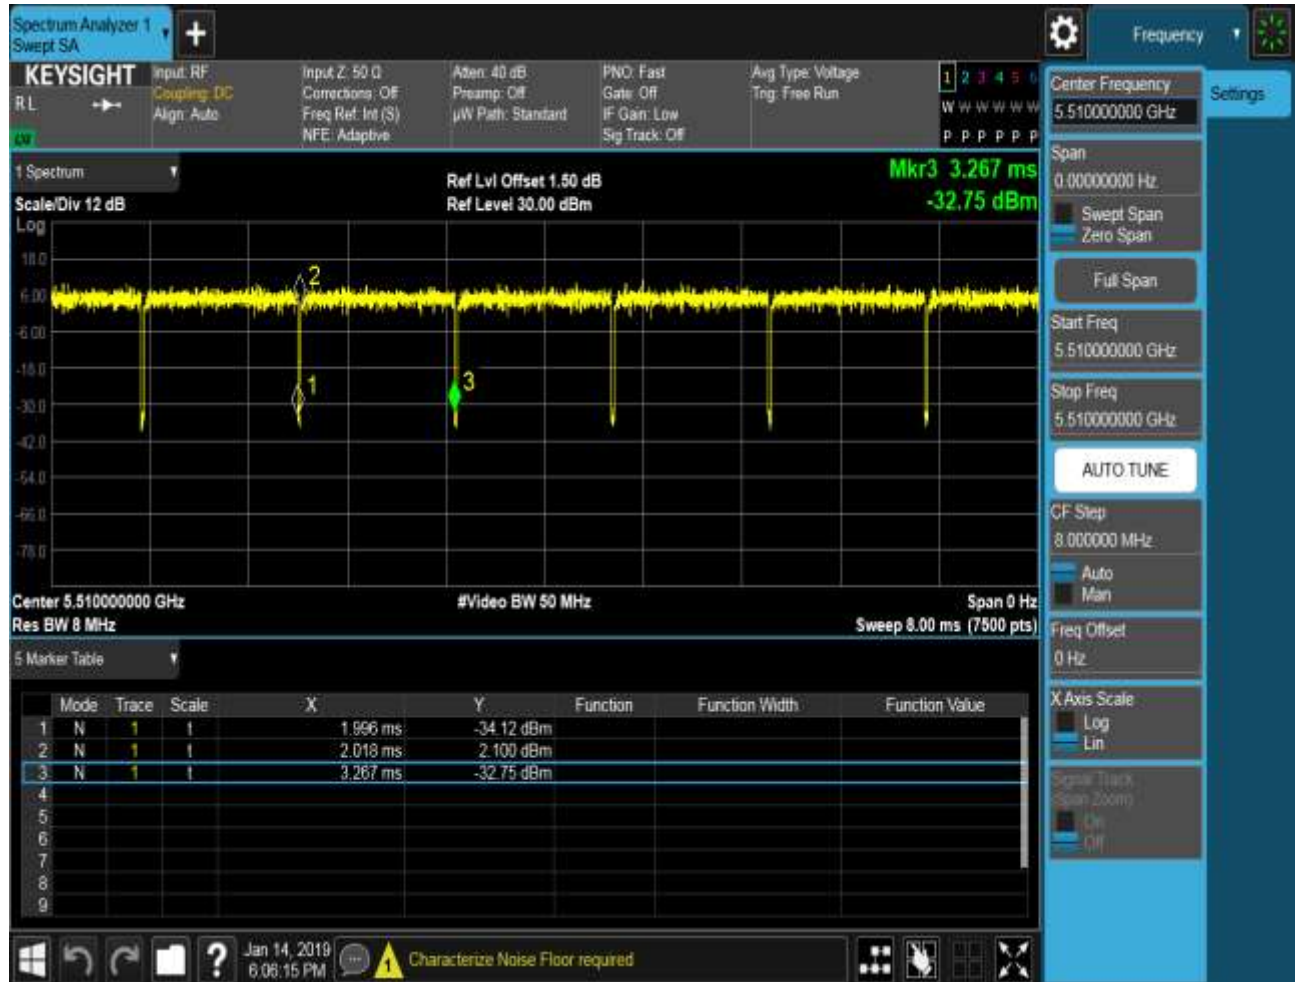 Spectrum Analyzer 1
Swept SA
+
Frequency
KEYSIGHT
RL
Input: RF
Coupling: DC
Align: Auto
Input Z: 50 Ω
Corrections: Off
Freq Ref: Int (S)
NFE: Adaptive
Atten: 40 dB
Preamp: Off
µW Path: Standard
PNO: Fast
Gate: Off
IF Gain: Low
Sig Track: Off
Avg Type: Voltage
Trig: Free Run
1 2 3 4 5 6
W W W W W W
P P P P P P
1 Spectrum
Scale/Div 12 dB
Ref Lvl Offset 1.50 dB
Ref Level 30.00 dBm
Mkr3 3.267 ms
-32.75 dBm
Log
18.0
6.00
-6.00
-18.0
-30.0
-42.0
-54.0
-66.0
-78.0
2
1
3
Center 5.510000000 GHz
Res BW 8 MHz
#Video BW 50 MHz
Span 0 Hz
Sweep 8.00 ms (7500 pts)
5 Marker Table
Mode Trace Scale X Y Function Function Width Function Value
1 N 1 t 1.996 ms -34.12 dBm
2 N 1 t 2.018 ms 2.100 dBm
3 N 1 t 3.267 ms -32.75 dBm
4
5
6
7
8
9
Jan 14, 2019
6:06:15 PM
?
1
Characterize Noise Floor required
Center Frequency
5.510000000 GHz
Settings
Span
0.00000000 Hz
Swept Span
Zero Span
Full Span
Start Freq
5.510000000 GHz
Stop Freq
5.510000000 GHz
AUTO TUNE
CF Step
8.000000 MHz
Auto
Man
Freq Offset
0 Hz
X Axis Scale
Log
Lin
Signal Track
(Span Zoom)
On
Off